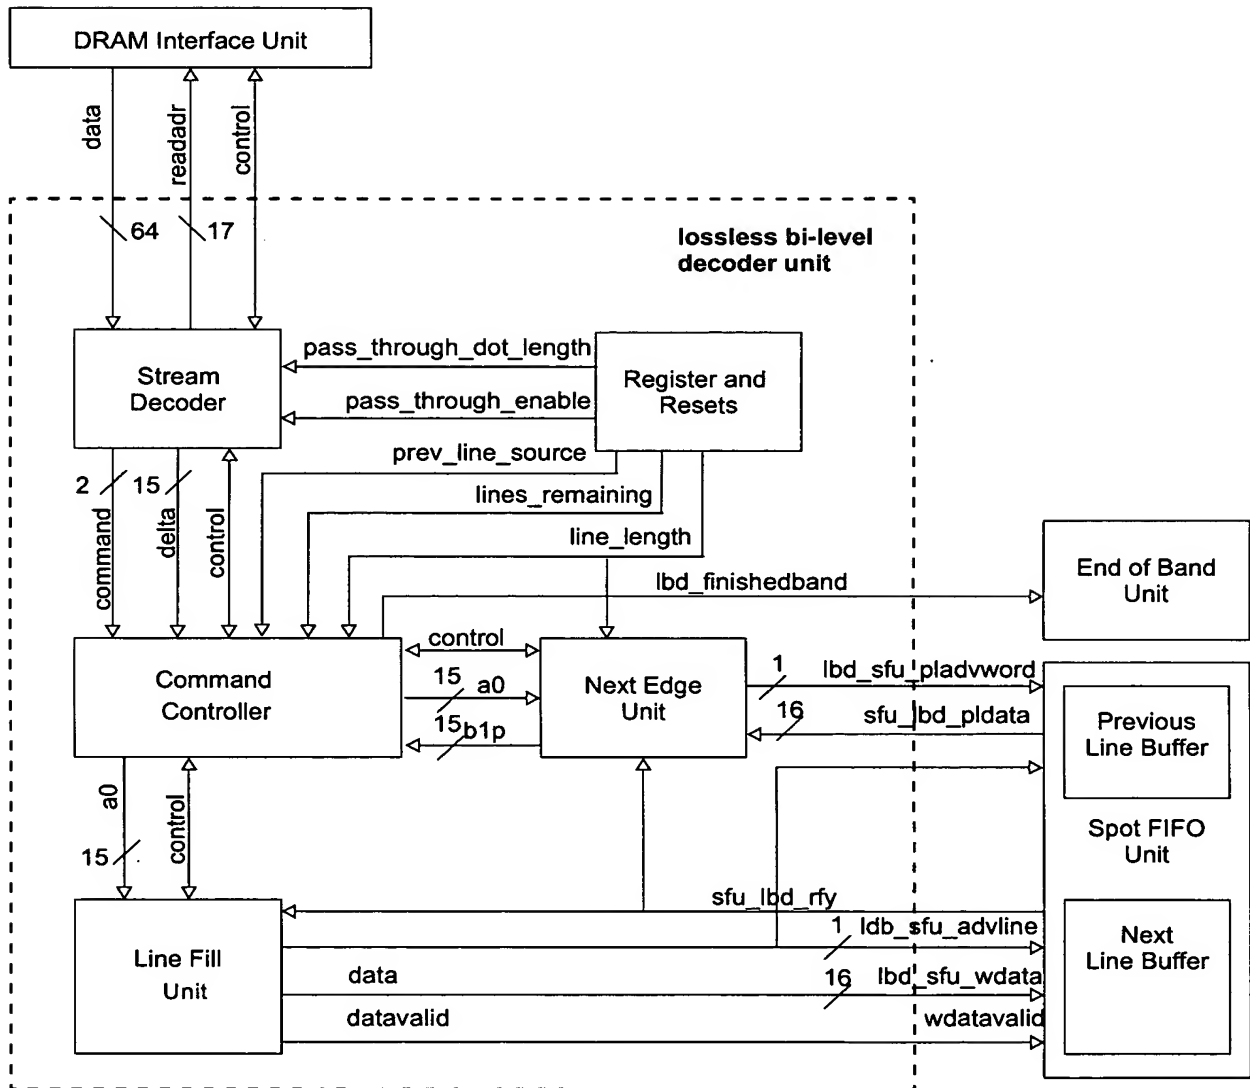 DRAM Interface Unit
data
readadr
control
64
17
lossless bi-level
decoder unit
Stream
Decoder
pass_through_dot_length
pass_through_enable
Register and
Resets
prev_line_source
lines_remaining
line_length
2
15
command
delta
control
lbd_finishedband
End of Band
Unit
Command
Controller
control
15
a0
15
b1p
Next Edge
Unit
1
lbd_sfu_pladvword
16
sfu_lbd_pldata
Previous
Line Buffer
Spot FIFO
Unit
a0
15
control
sfu_lbd_rfy
Line Fill
Unit
1
ldb_sfu_advline
data
16
lbd_sfu_wdata
datavalid
wdatavalid
Next
Line Buffer